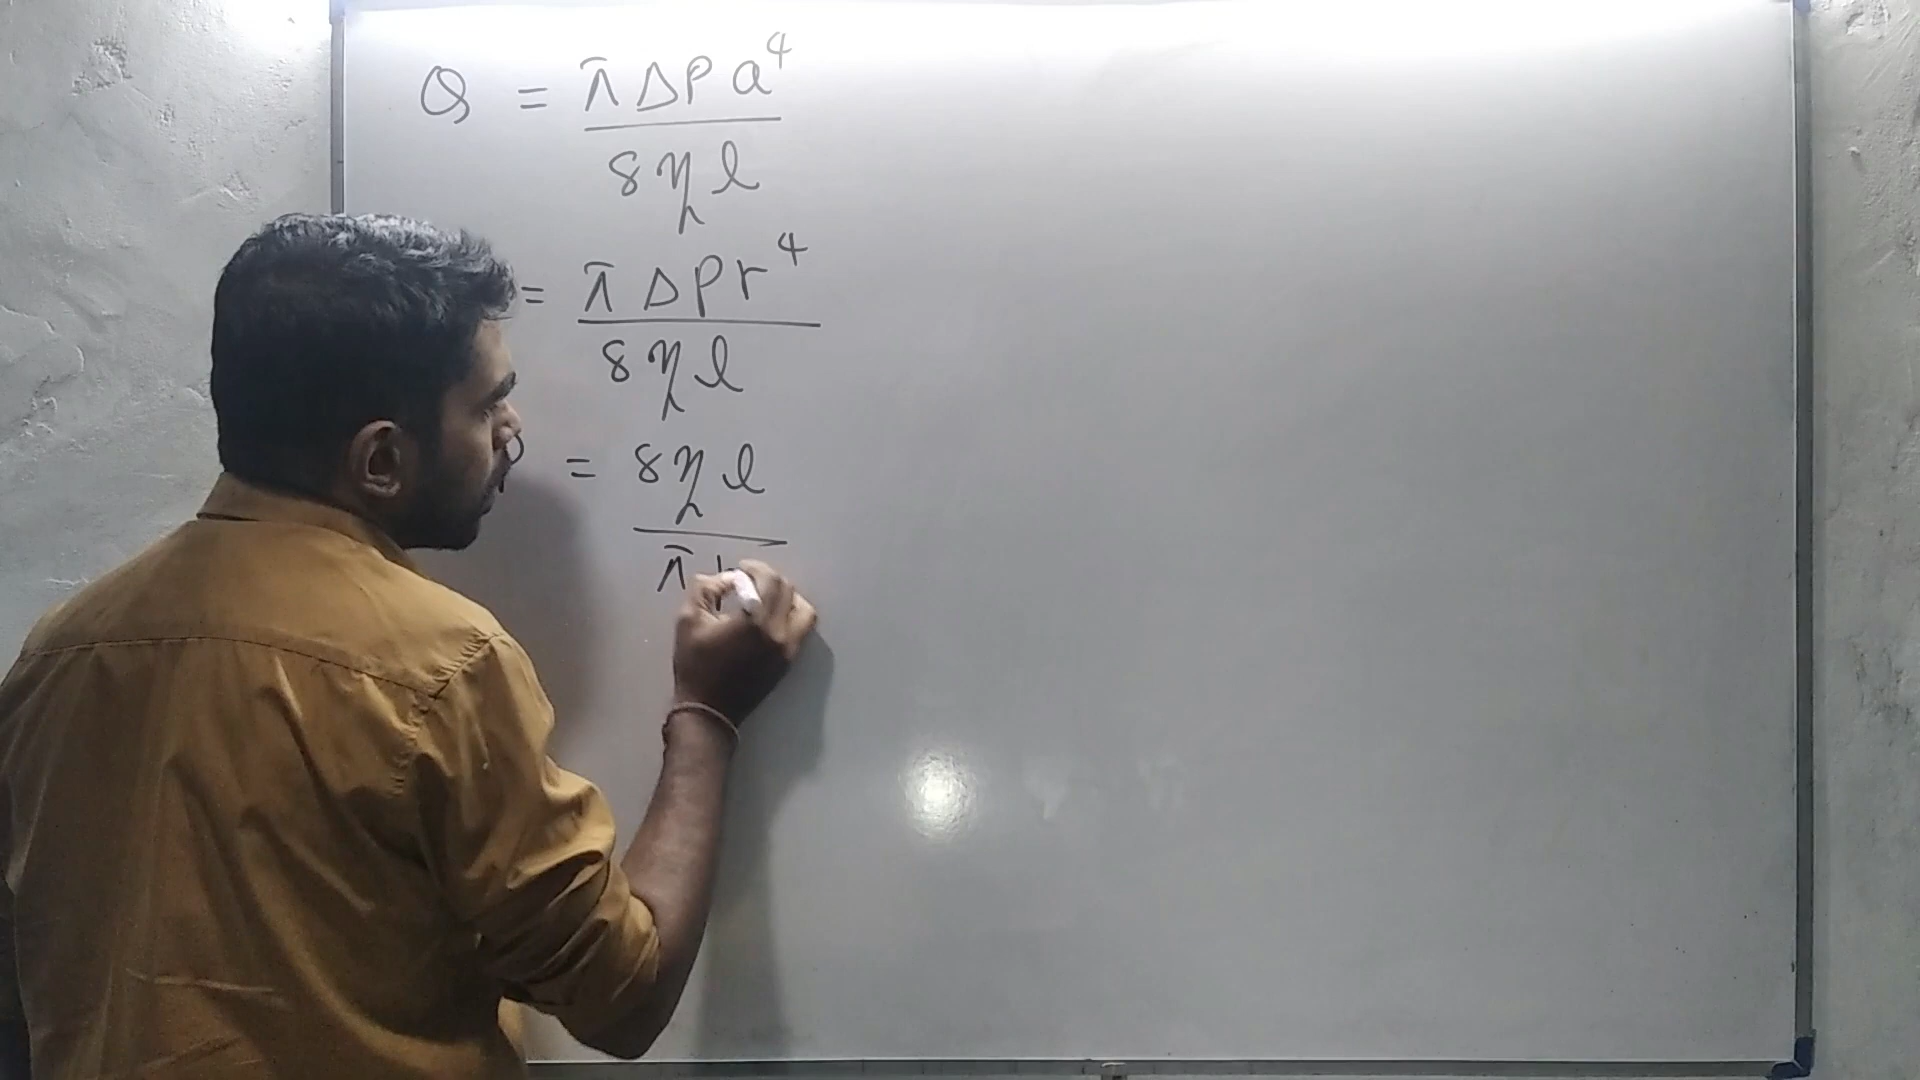 Q = π ΔP a⁴
8 η l
= π ΔP r⁴
8 η l
= 8 η l
π r